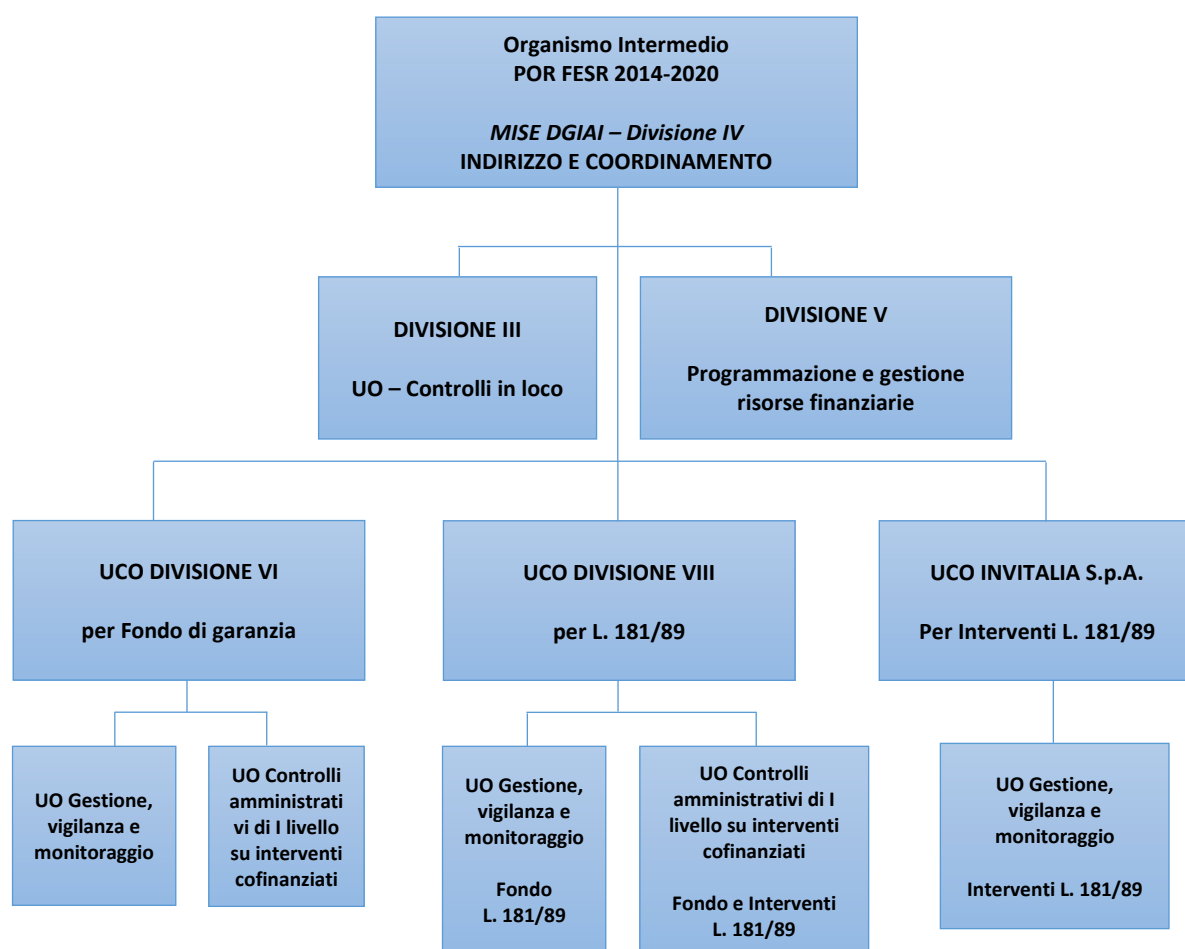 Organismo Intermedio
POR FESR 2014-2020
MISE DGIAI – Divisione IV
INDIRIZZO E COORDINAMENTO
DIVISIONE III
UO – Controlli in loco
DIVISIONE V
Programmazione e gestione
risorse finanziarie
UCO DIVISIONE VI
per Fondo di garanzia
UCO DIVISIONE VIII
per L. 181/89
UCO INVITALIA S.p.A.
Per Interventi L. 181/89
UO Gestione,
vigilanza e
monitoraggio
UO Controlli
amministrati
vi di I livello
su interventi
cofinanziati
UO Gestione,
vigilanza e
monitoraggio
Fondo
L. 181/89
UO Controlli
amministrativi di I
livello su interventi
cofinanziati
Fondo e Interventi
L. 181/89
UO Gestione,
vigilanza e
monitoraggio
Interventi L. 181/89